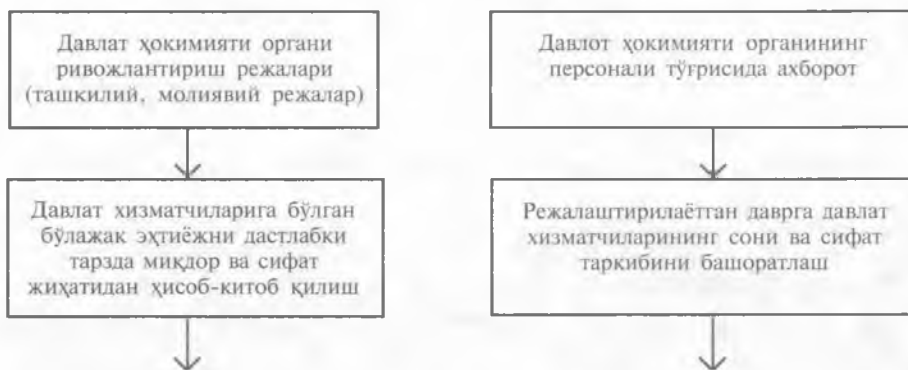 Давлат ҳокимияти органи
ривожлантириш режалари
(ташкилий, молиявий режалар)
Давлот ҳокимияти органининг
персонали тўғрисида ахборот
Давлат хизматчиларига бўлган
бўлажак эҳтиёжни дастлабки
тарзда миқдор ва сифат
жиҳатидан ҳисоб-китоб қилиш
Режалаштирилаётган даврга давлат
хизматчиларининг сони ва сифат
таркибини башоратлаш